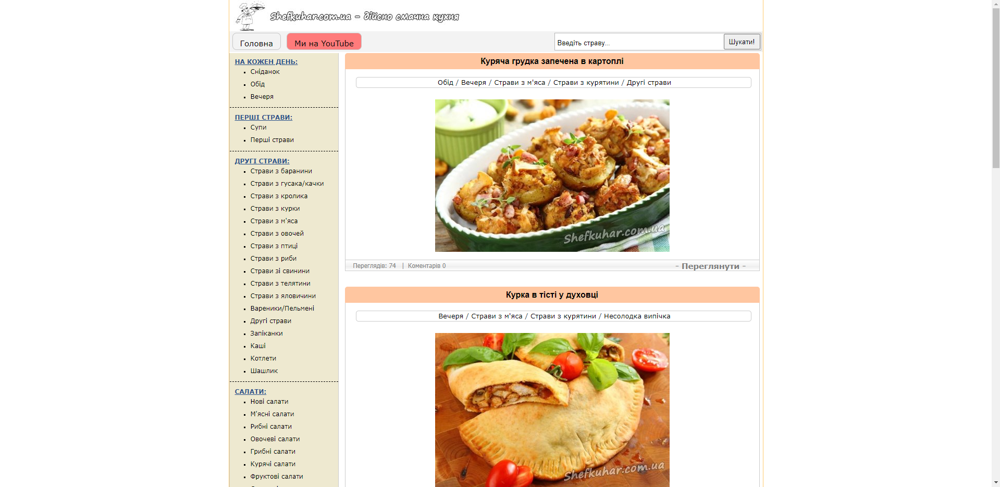 Shefkuhar.com.ua - дійсно смачна кухня
Головна
Ми на YouTube
Введіть страву...
Шукати!
НА КОЖЕН ДЕНЬ:
Сніданок
Обід
Вечеря
ПЕРШІ СТРАВИ:
Супи
Перші страви
ДРУГІ СТРАВИ:
Страви з баранини
Страви з гусака/качки
Страви з кролика
Страви з курки
Страви з м'яса
Страви з овочей
Страви з птиці
Страви з риби
Страви зі свинини
Страви з телятини
Страви з яловичини
Вареники/Пельмені
Другі страви
Запіканки
Каші
Котлети
Шашлик
САЛАТИ:
Нові салати
М'ясні салати
Рибні салати
Овочеві салати
Грибні салати
Курячі салати
Фруктові салати
Куряча грудка запечена в картоплі
Обід / Вечеря / Страви з м'яса / Страви з курятини / Другі страви
Shefkuhar.com.ua
Переглядів: 74 | Коментарів 0
- Переглянути -
Курка в тісті у духовці
Вечеря / Страви з м'яса / Страви з курятини / Несолодка випічка
Shefkuhar.com.ua